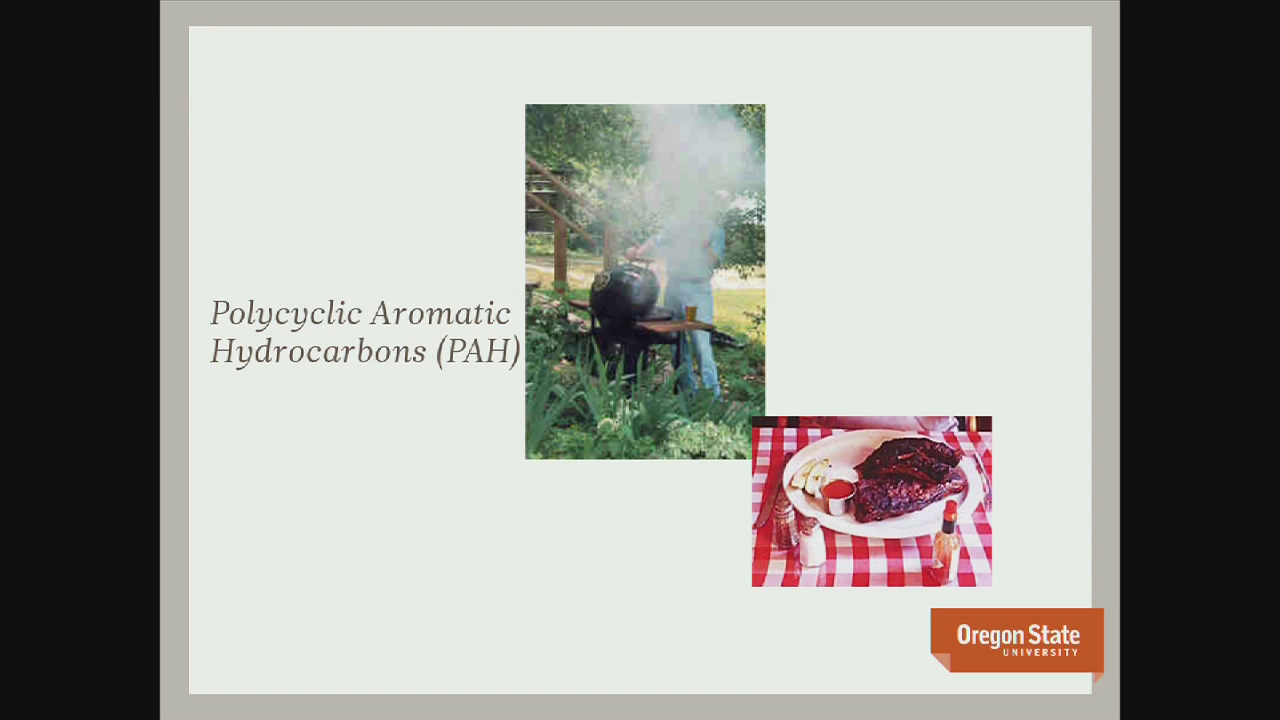 Polycyclic Aromatic
Hydrocarbons (PAH)
Oregon State
UNIVERSITY